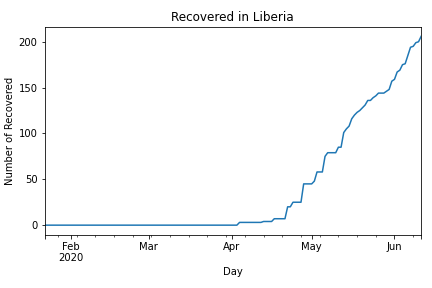 Recovered in Liberia
Number of Recovered
200
150
100
50
0
Feb
2020
Mar
Apr
May
Jun
Day